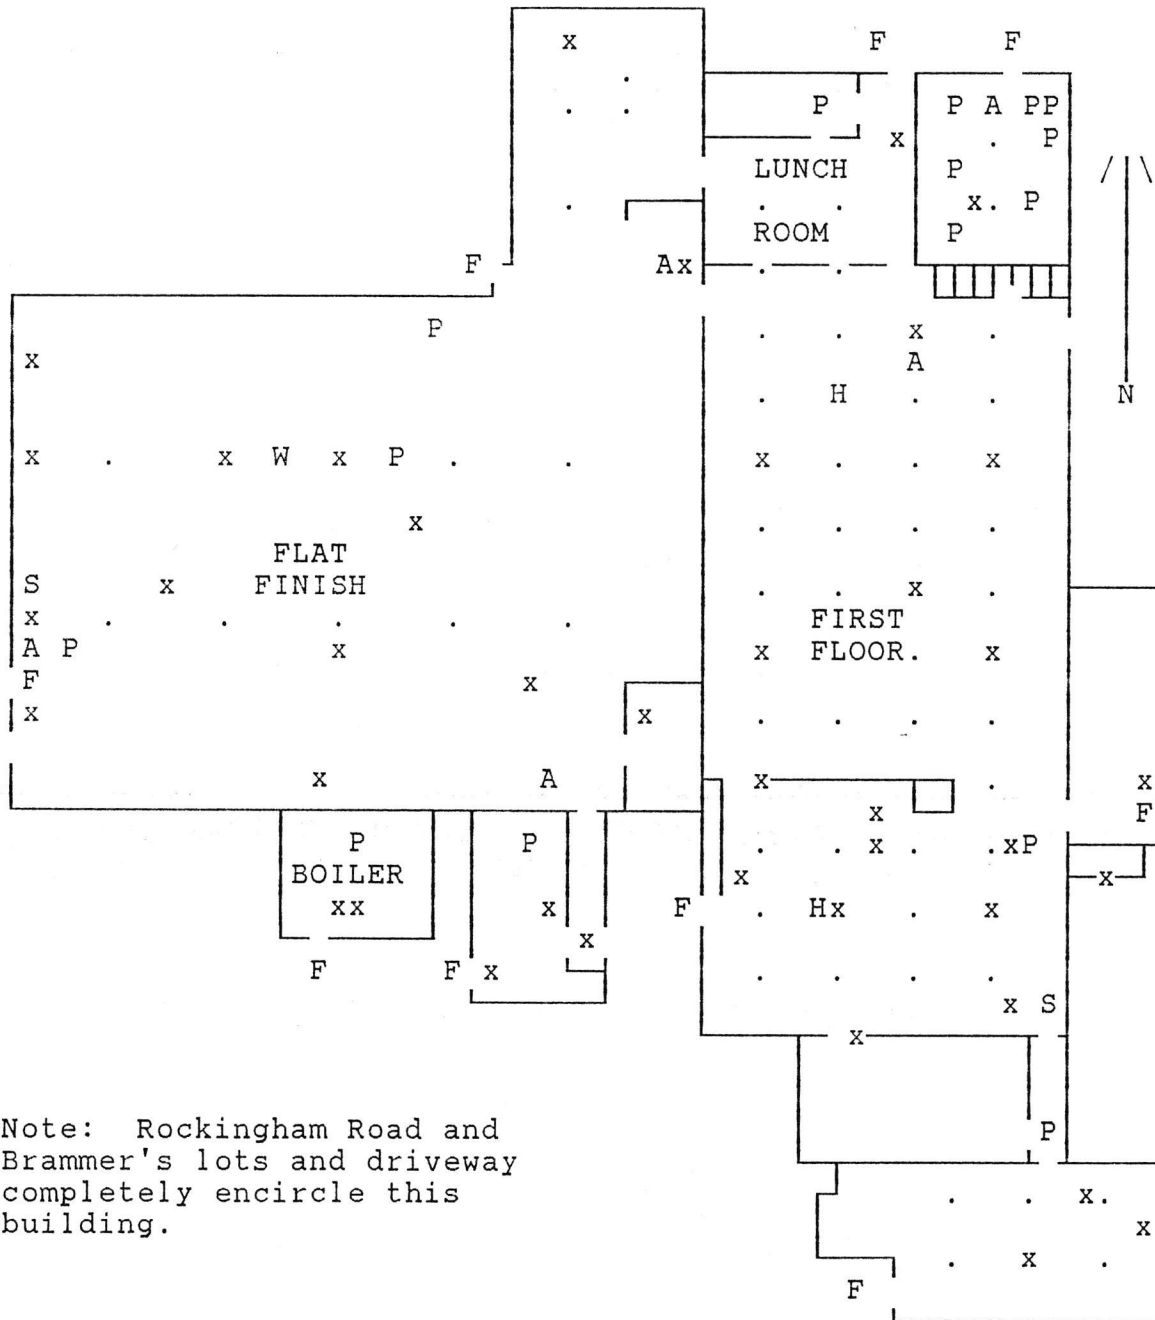 x F F
P P A PP
x . P
LUNCH P
. . . x. P
ROOM P
F Ax . .
P . . x .
x A
. H . . N
x . x W x P . . x . . x
x . . . .
FLAT
S x FINISH . . x .
x . . . . . FIRST
A P x x FLOOR. x
F x
x x . . . .
x A x . x
x F
P P . . x . xP
BOILER x x
xx x F . Hx . x
x
F F x . . . .
x S
x
Note: Rockingham Road and P
Brammer's lots and driveway
completely encircle this . . x.
building. x
. x .
F